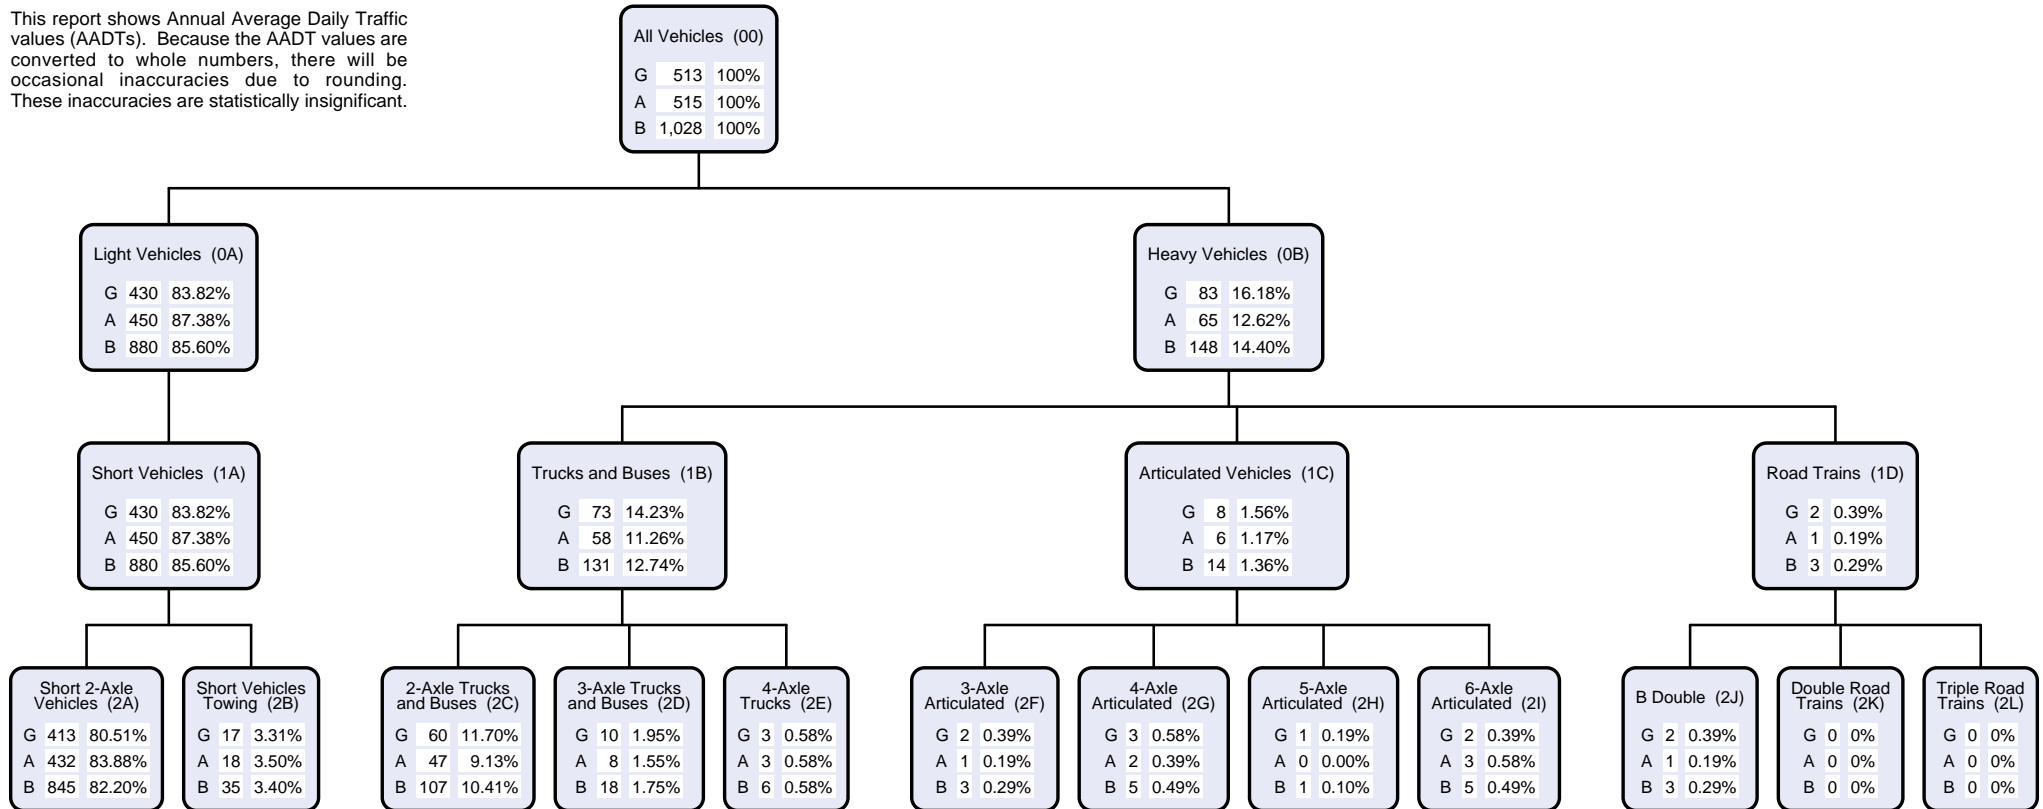 This report shows Annual Average Daily Traffic
values (AADTs). Because the AADT values are
converted to whole numbers, there will be
occasional inaccuracies due to rounding.
These inaccuracies are statistically insignificant.
All Vehicles (00)
G 513 100%
A 515 100%
B 1,028 100%
Light Vehicles (0A)
G 430 83.82%
A 450 87.38%
B 880 85.60%
Heavy Vehicles (0B)
G 83 16.18%
A 65 12.62%
B 148 14.40%
Short Vehicles (1A)
G 430 83.82%
A 450 87.38%
B 880 85.60%
Trucks and Buses (1B)
G 73 14.23%
A 58 11.26%
B 131 12.74%
Articulated Vehicles (1C)
G 8 1.56%
A 6 1.17%
B 14 1.36%
Road Trains (1D)
G 2 0.39%
A 1 0.19%
B 3 0.29%
Short 2-Axle
Vehicles (2A)
G 413 80.51%
A 432 83.88%
B 845 82.20%
Short Vehicles
Towing (2B)
G 17 3.31%
A 18 3.50%
B 35 3.40%
2-Axle Trucks
and Buses (2C)
G 60 11.70%
A 47 9.13%
B 107 10.41%
3-Axle Trucks
and Buses (2D)
G 10 1.95%
A 8 1.55%
B 18 1.75%
4-Axle
Trucks (2E)
G 3 0.58%
A 3 0.58%
B 6 0.58%
3-Axle
Articulated (2F)
G 2 0.39%
A 1 0.19%
B 3 0.29%
4-Axle
Articulated (2G)
G 3 0.58%
A 2 0.39%
B 5 0.49%
5-Axle
Articulated (2H)
G 1 0.19%
A 0 0.00%
B 1 0.10%
6-Axle
Articulated (2I)
G 2 0.39%
A 3 0.58%
B 5 0.49%
B Double (2J)
G 2 0.39%
A 1 0.19%
B 3 0.29%
Double Road
Trains (2K)
G 0 0%
A 0 0%
B 0 0%
Triple Road
Trains (2L)
G 0 0%
A 0 0%
B 0 0%